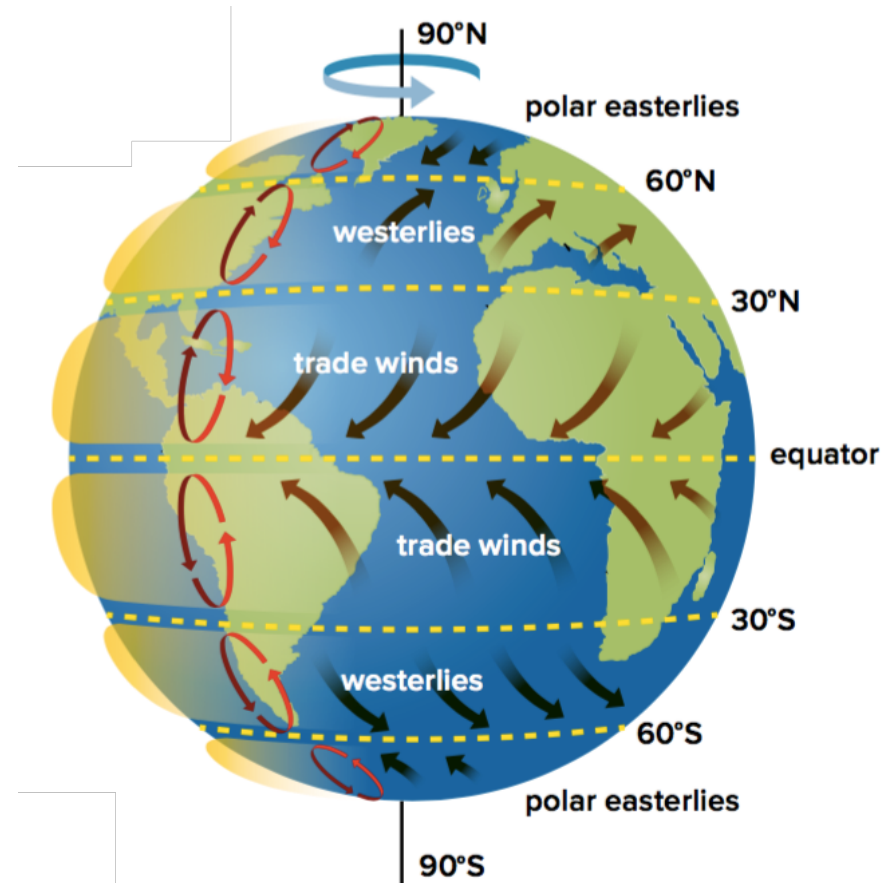 90°N
polar easterlies
60°N
westerlies
30°N
trade winds
equator
trade winds
30°S
westerlies
60°S
polar easterlies
90°S